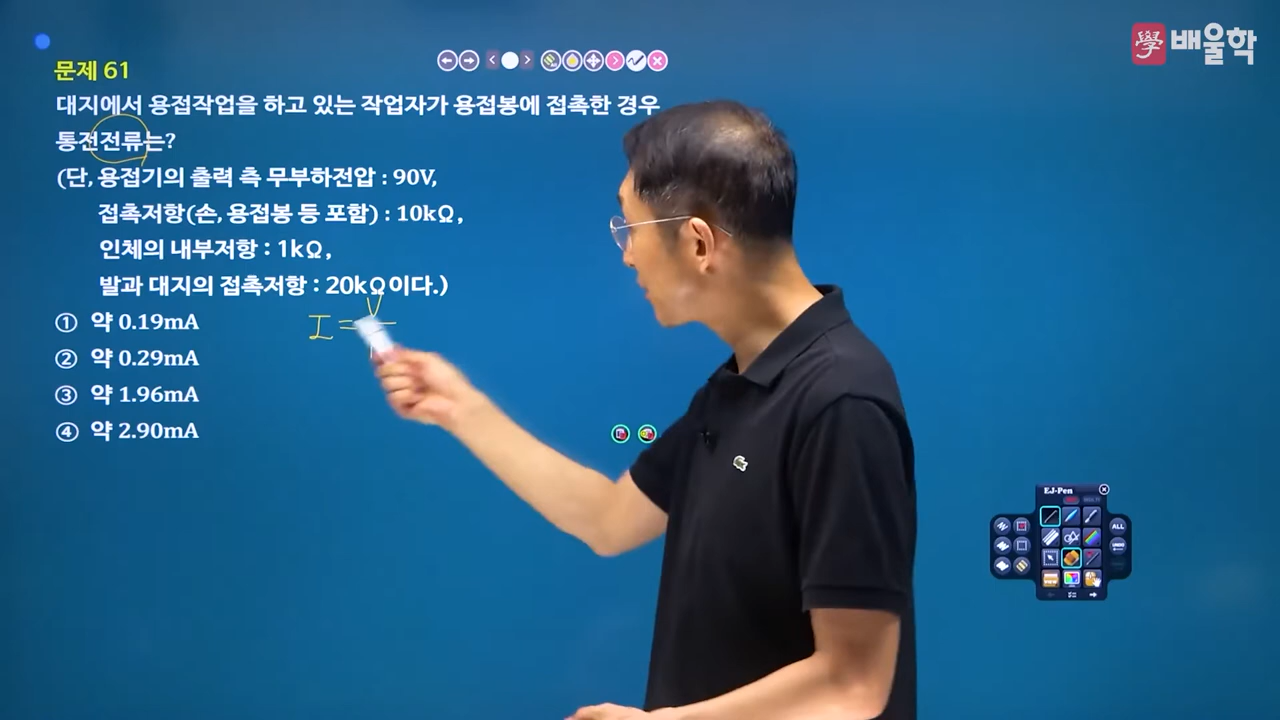 學 배울학
문제 61
대지에서 용접작업을 하고 있는 작업자가 용접봉에 접촉한 경우
통전전류는?
(단, 용접기의 출력 측 무부하전압 : 90V,
접촉저항(손, 용접봉 등 포함) : 10kΩ,
인체의 내부저항 : 1kΩ,
발과 대지의 접촉저항 : 20kΩ이다.)
① 약 0.19mA
② 약 0.29mA
③ 약 1.96mA
④ 약 2.90mA
I = V
EJ-Pen
ALL